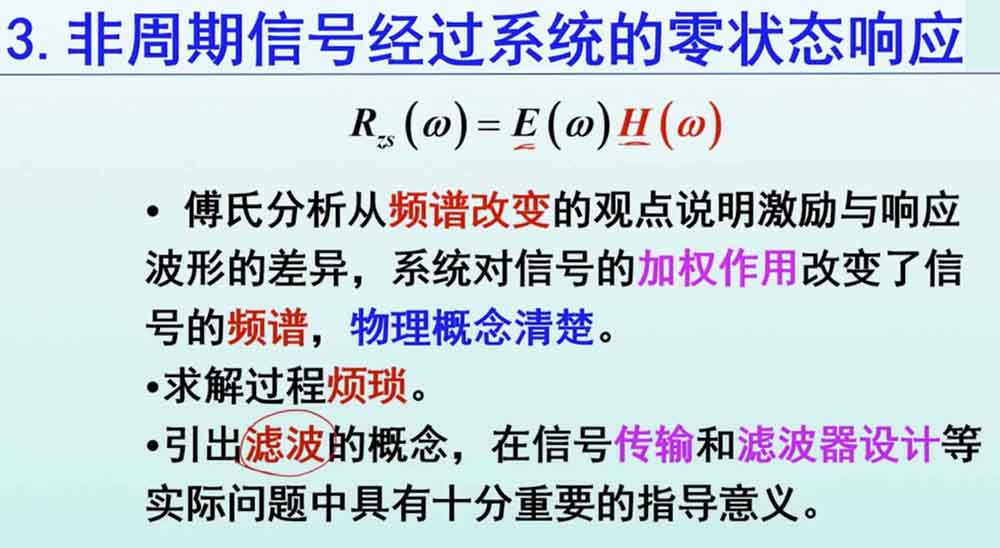 3. 非周期信号经过系统的零状态响应
R_zs(ω)=E(ω)H(ω)
• 傅氏分析从频谱改变的观点说明激励与响应
波形的差异，系统对信号的加权作用改变了信
号的频谱，物理概念清楚。
•求解过程烦琐。
•引出滤波的概念，在信号传输和滤波器设计等
实际问题中具有十分重要的指导意义。